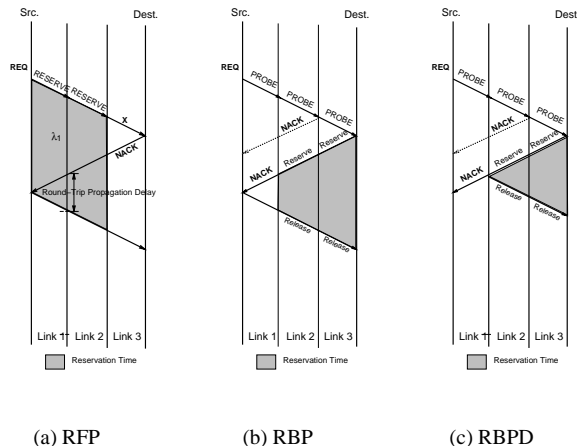 Src.
Dest.
REQ
RESERVE
RESERVE
X
λ1
NACK
Round-Trip Propagation Delay
Link 1
Link 2
Link 3
Reservation Time
(a) RFP
Src.
Dest.
REQ
PROBE
PROBE
PROBE
NACK
Reserve
Reserve
NACK
Release
Release
Link 1
Link 2
Link 3
Reservation Time
(b) RBP
Src.
Dest.
REQ
PROBE
PROBE
PROBE
NACK
Reserve
Reserve
NACK
Release
Release
Link 1
Link 2
Link 3
Reservation Time
(c) RBPD